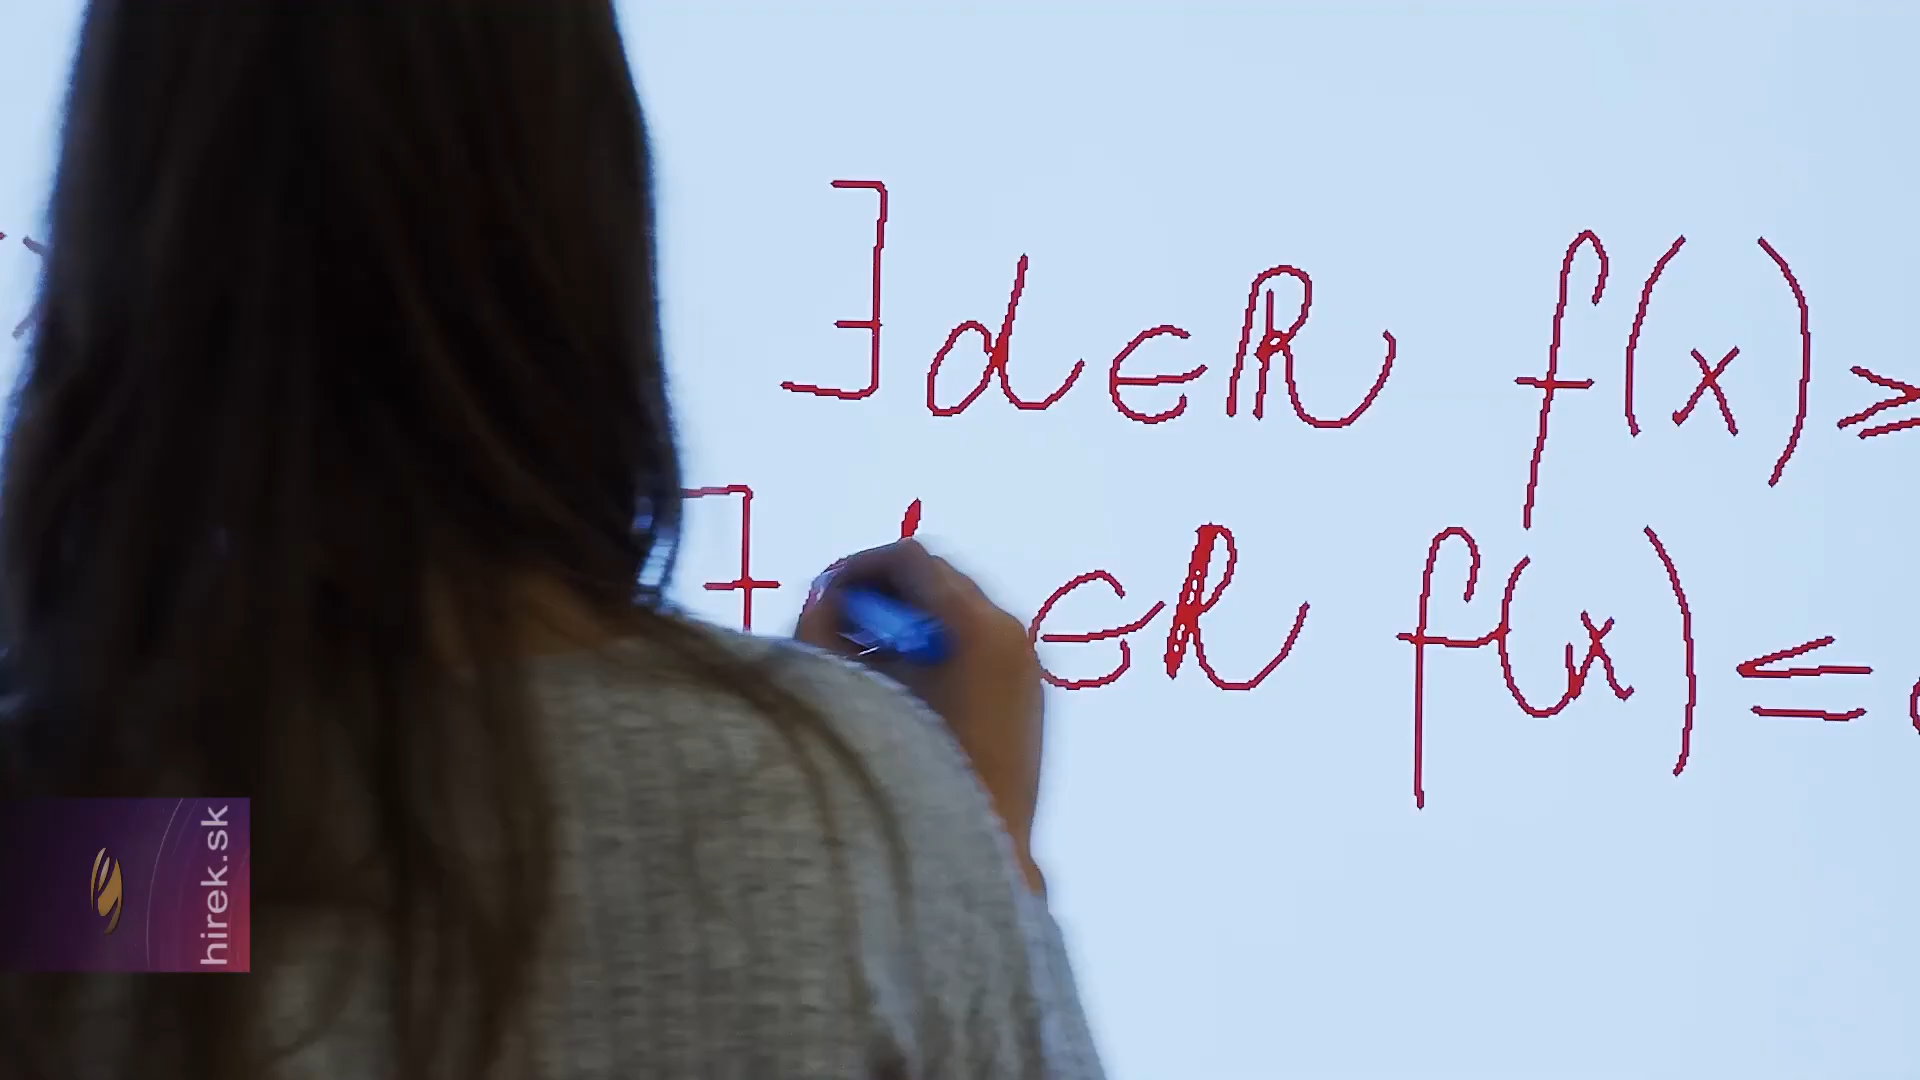 ∃ d ∈ ℝ f(x) ≥
∃ d ∈ ℝ f(x) ≤
hirek.sk